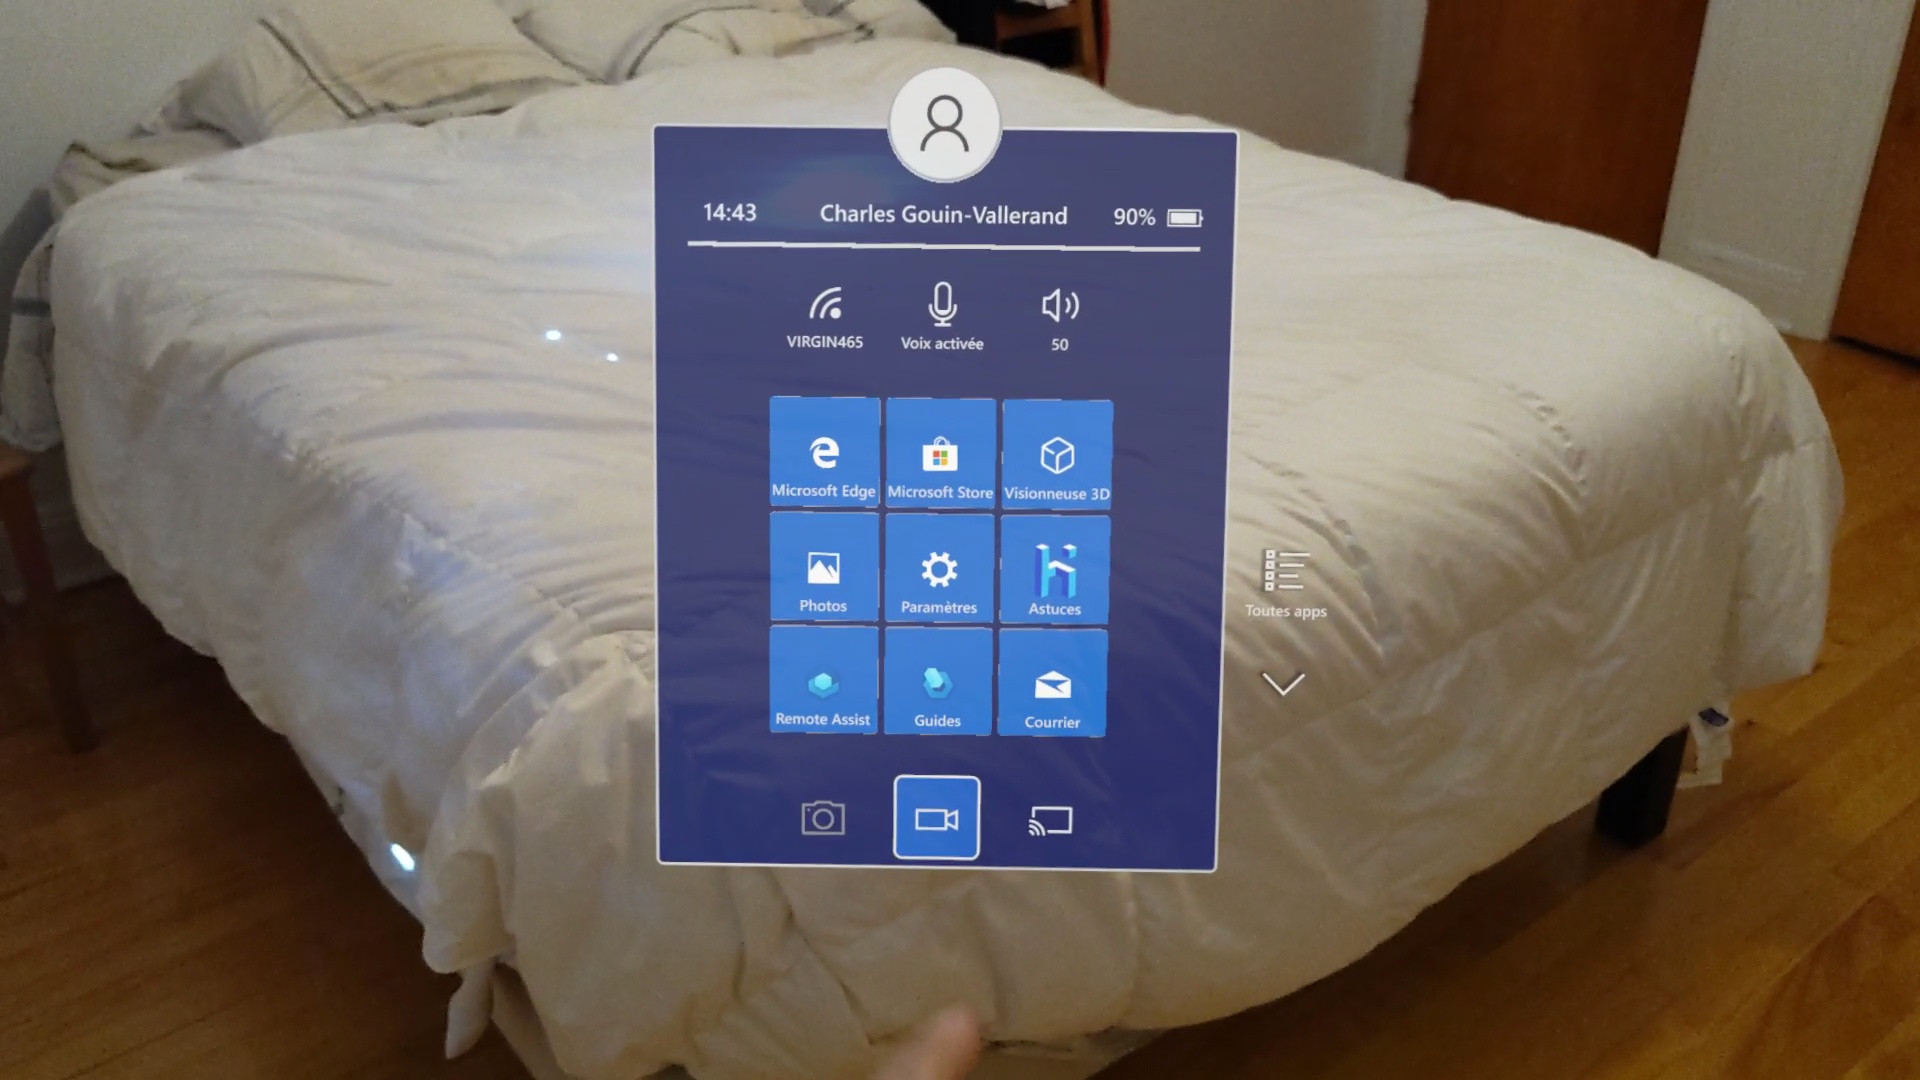 14:43 Charles Gouin-Vallerand 90%
VIRGIN465 Voix activée 50
Microsoft Edge Microsoft Store Visionneuse 3D
Photos Paramètres Astuces
Toutes apps
Remote Assist Guides Courrier